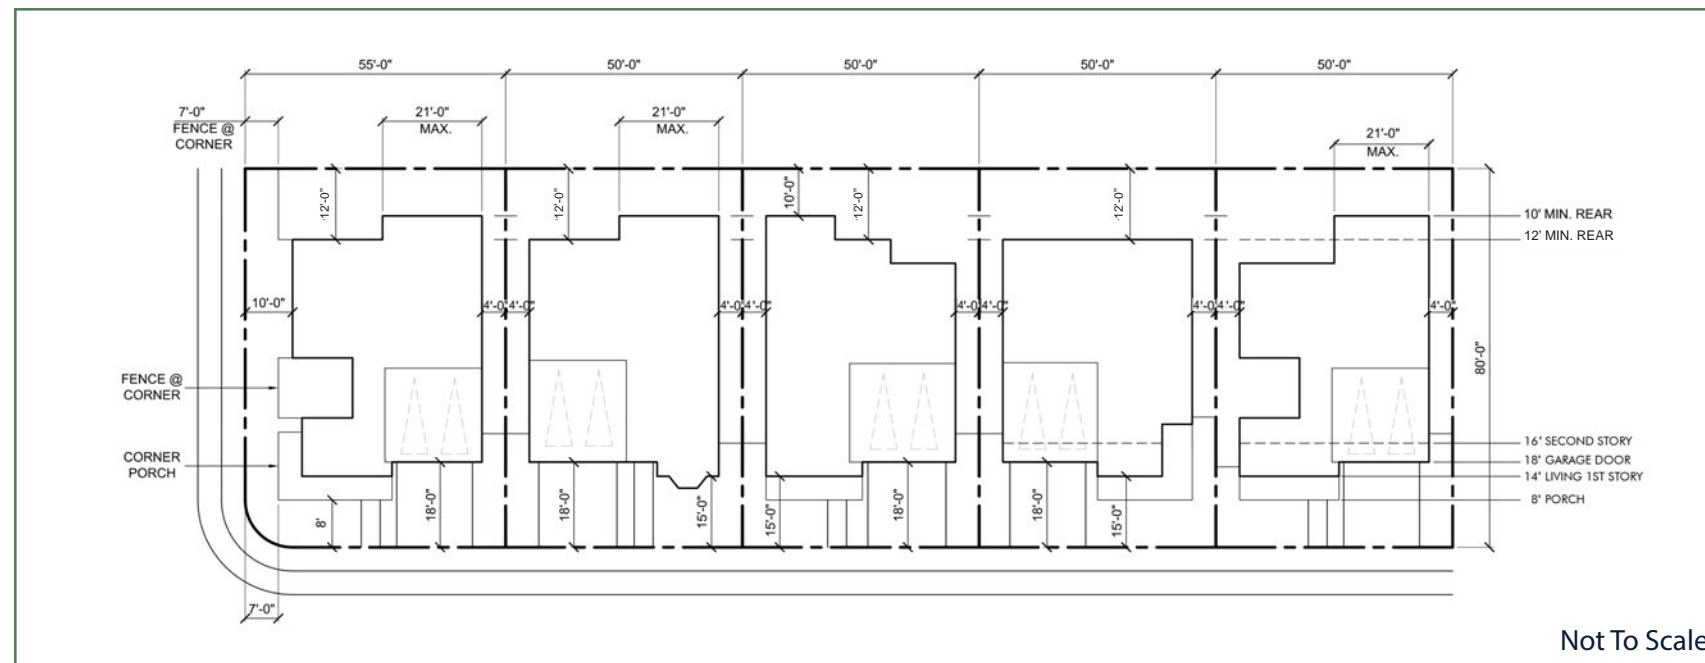 55'-0" 50'-0" 50'-0" 50'-0" 50'-0"
7'-0" 21'-0" 21'-0"
FENCE @ MAX. MAX.
CORNER
21'-0"
MAX.
12'-0" 12'-0" 10'-0" 12'-0" 12'-0"
10' MIN. REAR
12' MIN. REAR
10'-0" 4'-0" 4'-0" 4'-0" 4'-0" 4'-0" 4'-0" 4'-0" 4'-0" 4'-0"
80'-0"
FENCE @
CORNER
16' SECOND STORY
CORNER
PORCH
18' GARAGE DOOR
14' LIVING 1ST STORY
8' PORCH
8' 18'-0" 18'-0" 15'-0" 15'-0" 18'-0" 18'-0" 15'-0"
7'-0"
Not To Scale